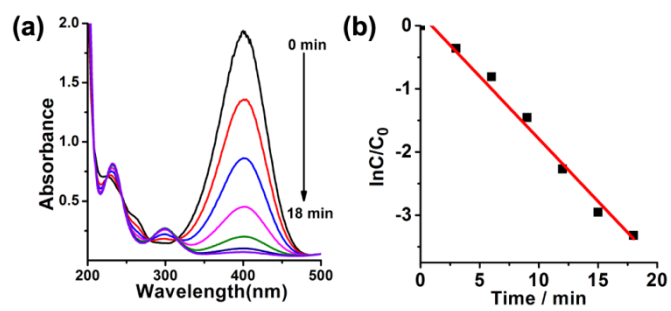 (a)
2.0
1.5
1.0
0.5
Absorbance
0 min
18 min
200
300
400
500
Wavelength(nm)
(b)
0
-1
-2
-3
lnC/C₀
0
5
10
15
20
Time / min